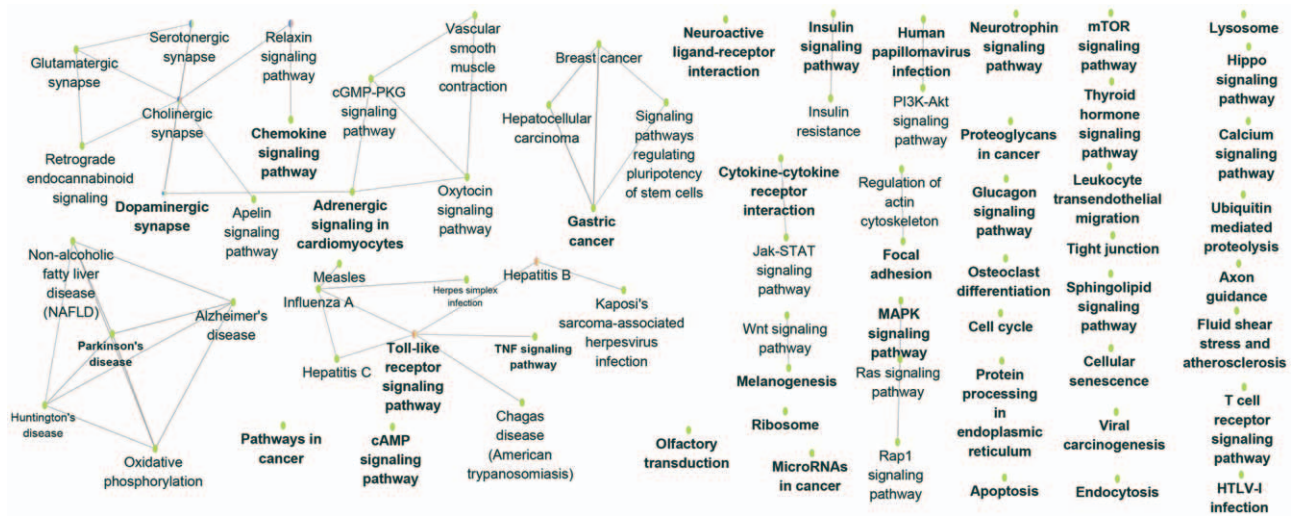 Serotonergic
synapse
Glutamatergic
synapse
Cholinergic
synapse
Retrograde
endocannabinoid
signaling
Dopaminergic
synapse
Relaxin
signaling
pathway
Chemokine
signaling
pathway
Apelin
signaling
pathway
Vascular
smooth
muscle
contraction
cGMP-PKG
signaling
pathway
Adrenergic
signaling in
cardiomyocytes
Oxytocin
signaling
pathway
Breast cancer
Hepatocellular
carcinoma
Signaling
pathways
regulating
pluripotency
of stem cells
Gastric
cancer
Neuroactive
ligand-receptor
interaction
Insulin
signaling
pathway
Insulin
resistance
Human
papillomavirus
infection
PI3K-Akt
signaling
pathway
Neurotrophin
signaling
pathway
mTOR
signaling
pathway
Lysosome
Hippo
signaling
pathway
Thyroid
hormone
signaling
pathway
Proteoglycans
in cancer
Calcium
signaling
pathway
Cytokine-cytokine
receptor
interaction
Jak-STAT
signaling
pathway
Regulation of
actin
cytoskeleton
Focal
adhesion
Glucagon
signaling
pathway
Leukocyte
transendothelial
migration
Ubiquitin
mediated
proteolysis
Tight junction
Non-alcoholic
fatty liver
disease
(NAFLD)
Alzheimer's
disease
Parkinson's
disease
Huntington's
disease
Oxidative
phosphorylation
Measles
Influenza A
Herpes simplex
infection
Hepatitis B
Kaposi's
sarcoma-associated
herpesvirus
infection
Hepatitis C
Toll-like
receptor
signaling
pathway
TNF signaling
pathway
Chagas
disease
(American
trypanosomiasis)
Pathways in
cancer
cAMP
signaling
pathway
Wnt signaling
pathway
Melanogenesis
MAPK
signaling
pathway
Ras signaling
pathway
Rap1
signaling
pathway
Osteoclast
differentiation
Sphingolipid
signaling
pathway
Axon
guidance
Cell cycle
Fluid shear
stress and
atherosclerosis
Cellular
senescence
Protein
processing
in
endoplasmic
reticulum
Viral
carcinogenesis
T cell
receptor
signaling
pathway
Ribosome
Olfactory
transduction
MicroRNAs
in cancer
Apoptosis
Endocytosis
HTLV-I
infection